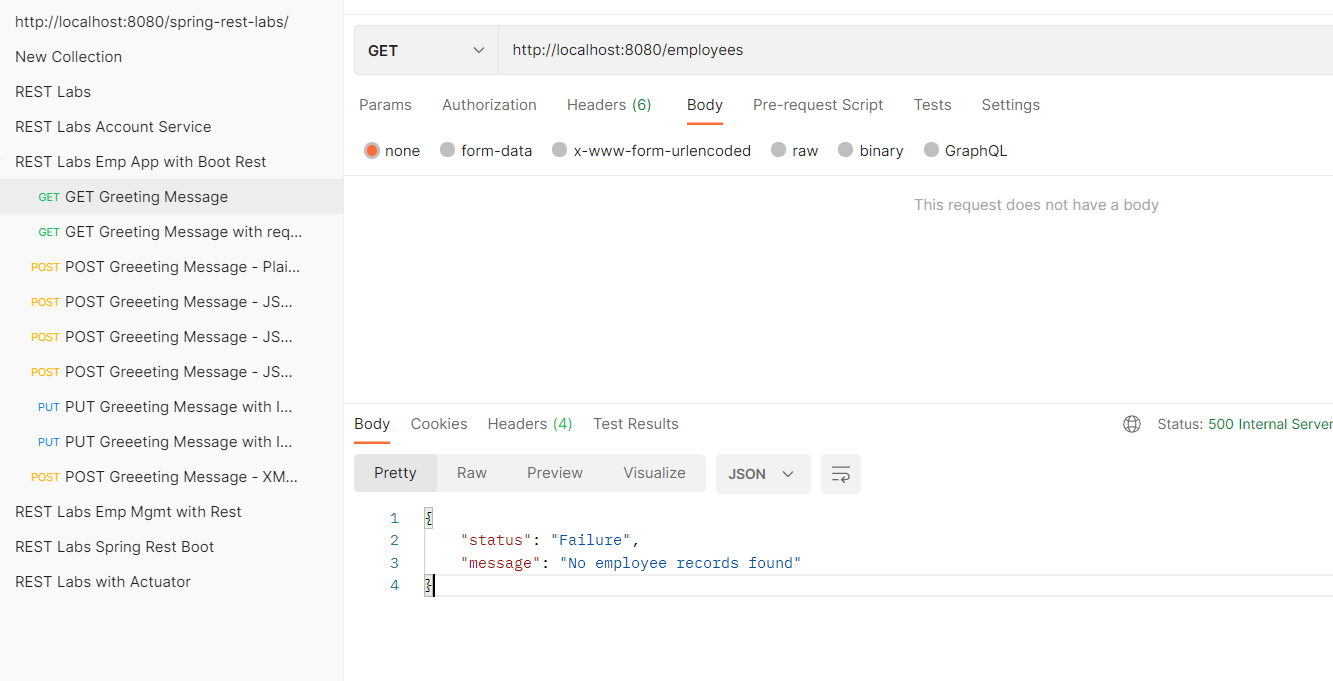 http://localhost:8080/spring-rest-labs/
New Collection
REST Labs
REST Labs Account Service
REST Labs Emp App with Boot Rest
GET GET Greeting Message
GET GET Greeting Message with req...
POST POST Greeeting Message - Plai...
POST POST Greeeting Message - JS...
POST POST Greeeting Message - JS...
POST POST Greeeting Message - JS...
PUT PUT Greeeting Message with I...
PUT PUT Greeeting Message with I...
POST POST Greeeting Message - XM...
REST Labs Emp Mgmt with Rest
REST Labs Spring Rest Boot
REST Labs with Actuator
GET http://localhost:8080/employees
Params Authorization Headers (6) Body Pre-request Script Tests Settings
none form-data x-www-form-urlencoded raw binary GraphQL
This request does not have a body
Body Cookies Headers (4) Test Results Status: 500 Internal Server
Pretty Raw Preview Visualize JSON
1 {
2 "status": "Failure",
3 "message": "No employee records found"
4 }